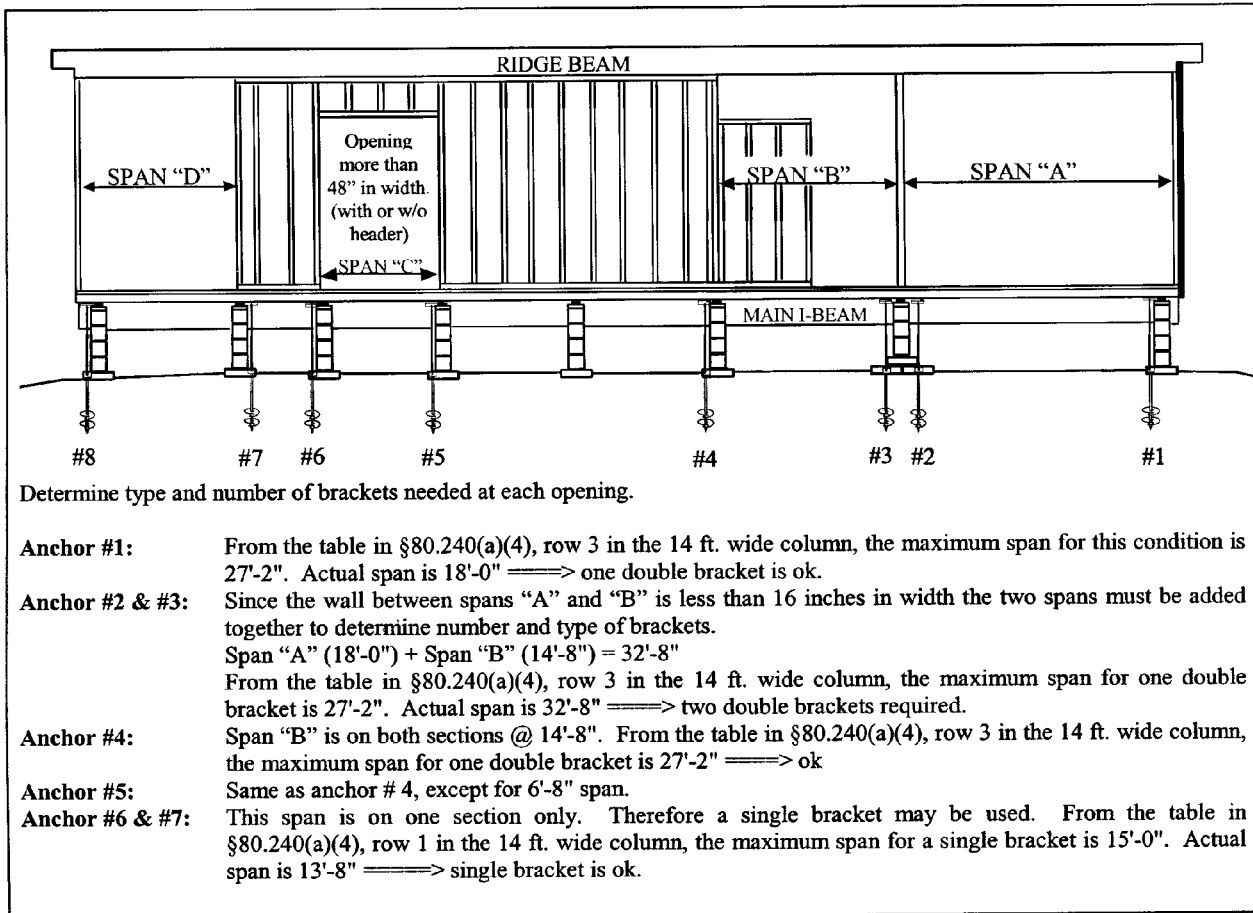 RIDGE BEAM
Opening
more than
48" in width.
(with or w/o
header)
SPAN "D"
SPAN "C"
SPAN "B"
SPAN "A"
MAIN I-BEAM
#8 #7 #6 #5 #4 #3 #2 #1
Determine type and number of brackets needed at each opening.
Anchor #1: From the table in §80.240(a)(4), row 3 in the 14 ft. wide column, the maximum span for this condition is
27'-2". Actual span is 18'-0" ====> one double bracket is ok.
Anchor #2 & #3: Since the wall between spans "A" and "B" is less than 16 inches in width the two spans must be added
together to determine number and type of brackets.
Span "A" (18'-0") + Span "B" (14'-8") = 32'-8"
From the table in §80.240(a)(4), row 3 in the 14 ft. wide column, the maximum span for one double
bracket is 27'-2". Actual span is 32'-8" ====> two double brackets required.
Anchor #4: Span "B" is on both sections @ 14'-8". From the table in §80.240(a)(4), row 3 in the 14 ft. wide column,
the maximum span for one double bracket is 27'-2" ====> ok
Anchor #5: Same as anchor # 4, except for 6'-8" span.
Anchor #6 & #7: This span is on one section only. Therefore a single bracket may be used. From the table in
§80.240(a)(4), row 1 in the 14 ft. wide column, the maximum span for a single bracket is 15'-0". Actual
span is 13'-8" =====> single bracket is ok.